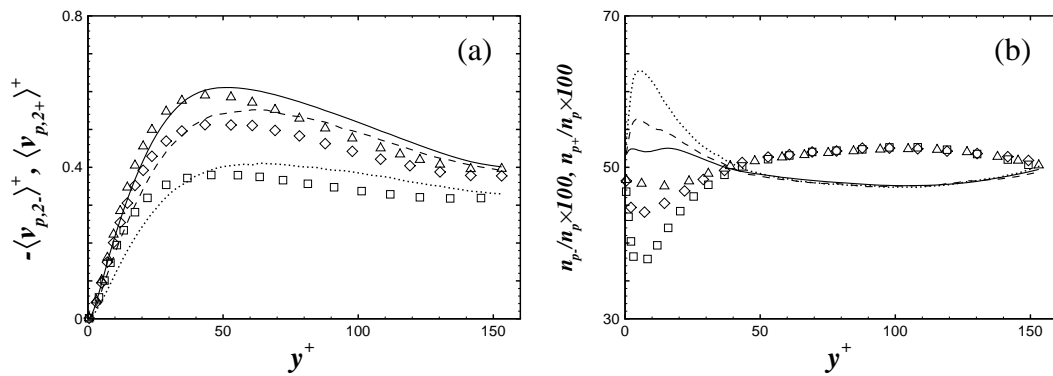 0.8
0.4
0
0
50
100
150
(a)
-⟨v_{p,2-}⟩⁺, ⟨v_{p,2+}⟩⁺
y⁺
70
50
30
0
50
100
150
(b)
n_{p-}/n_p×100, n_{p+}/n_p×100
y⁺